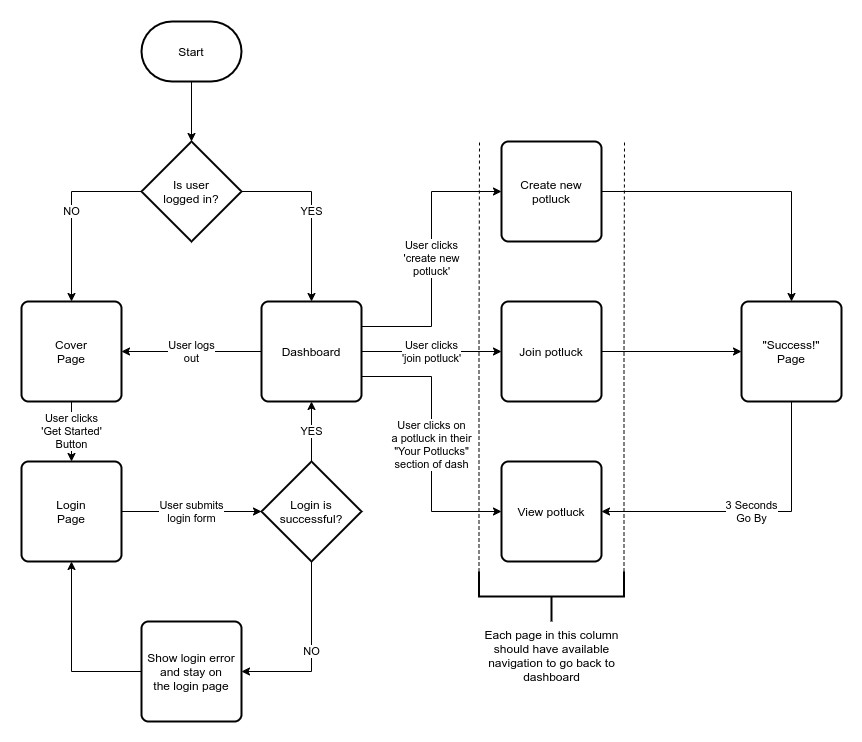 Start
Is user
logged in?
NO
YES
Create new
potluck
User clicks
'create new
potluck'
Cover
Page
User logs
out
Dashboard
User clicks
'join potluck'
Join potluck
"Success!"
Page
User clicks
'Get Started'
Button
YES
User clicks on
a potluck in their
"Your Potlucks"
section of dash
Login
Page
User submits
login form
Login is
successful?
View potluck
3 Seconds
Go By
NO
Show login error
and stay on
the login page
Each page in this column
should have available
navigation to go back to
dashboard